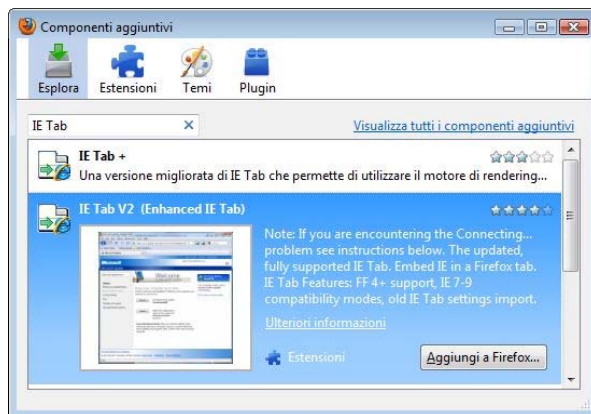 Componenti aggiuntivi
Esplora Estensioni Temi Plugin
IE Tab
Visualizza tutti i componenti aggiuntivi
IE Tab +
Una versione migliorata di IE Tab che permette di utilizzare il motore di rendering...
IE Tab V2 (Enhanced IE Tab)
Note: If you are encountering the Connecting...
problem see instructions below. The updated,
fully supported IE Tab. Embed IE in a Firefox tab.
IE Tab Features: FF 4+ support, IE 7-9
compatibility modes, old IE Tab settings import.
Ulteriori informazioni
Estensioni
Aggiungi a Firefox...
Microsoft
Welcome